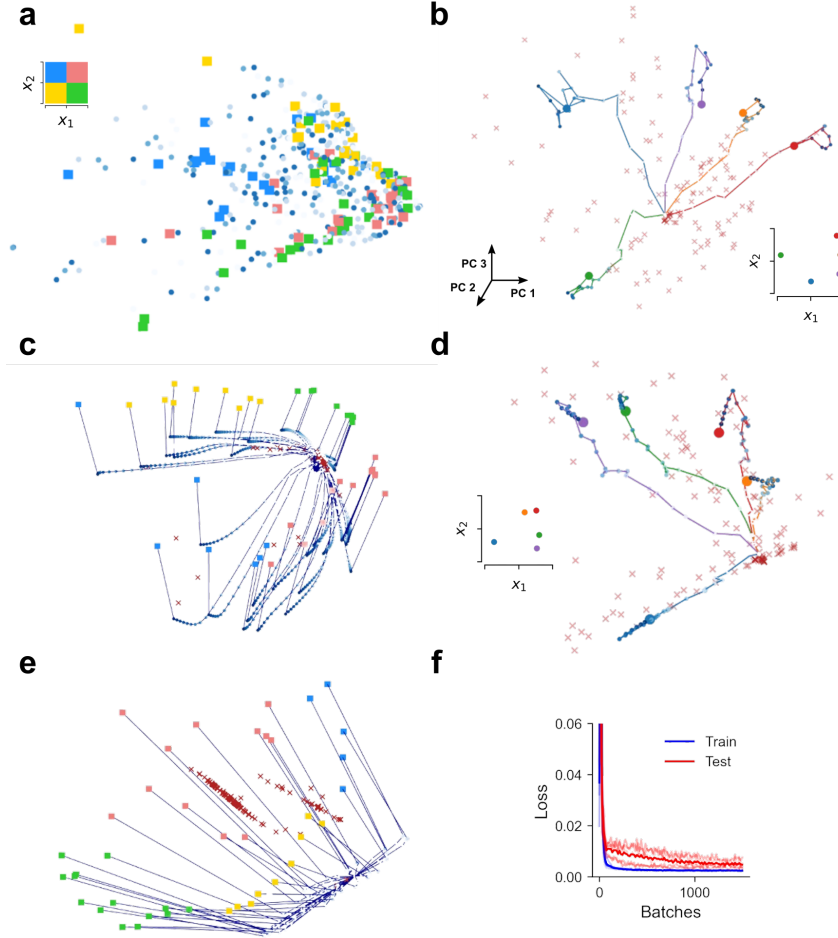 a
x₂
x₁
b
PC 3
PC 2
PC 1
x₂
x₁
c
d
x₂
x₁
e
f
0.06
0.04
0.02
0.00
Loss
Train
Test
0
1000
Batches